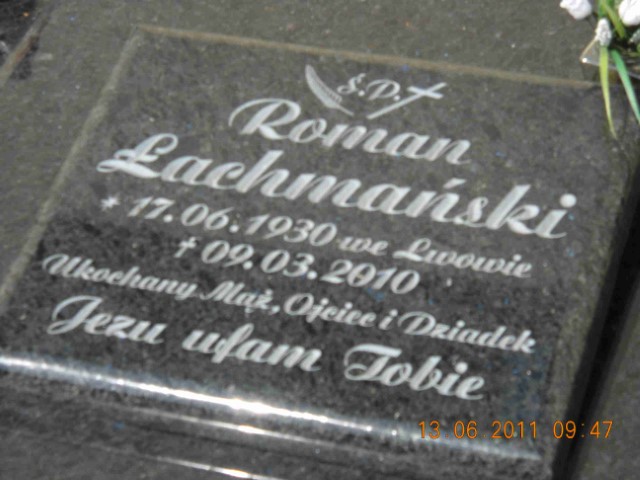 Ś.P.
Roman
Łachmański
* 17.06.1930 we Lwowie
† 09.03.2010
Ukochany Mąż, Ojciec i Dziadek
Jezu ufam Tobie
13.06.2011 09:47